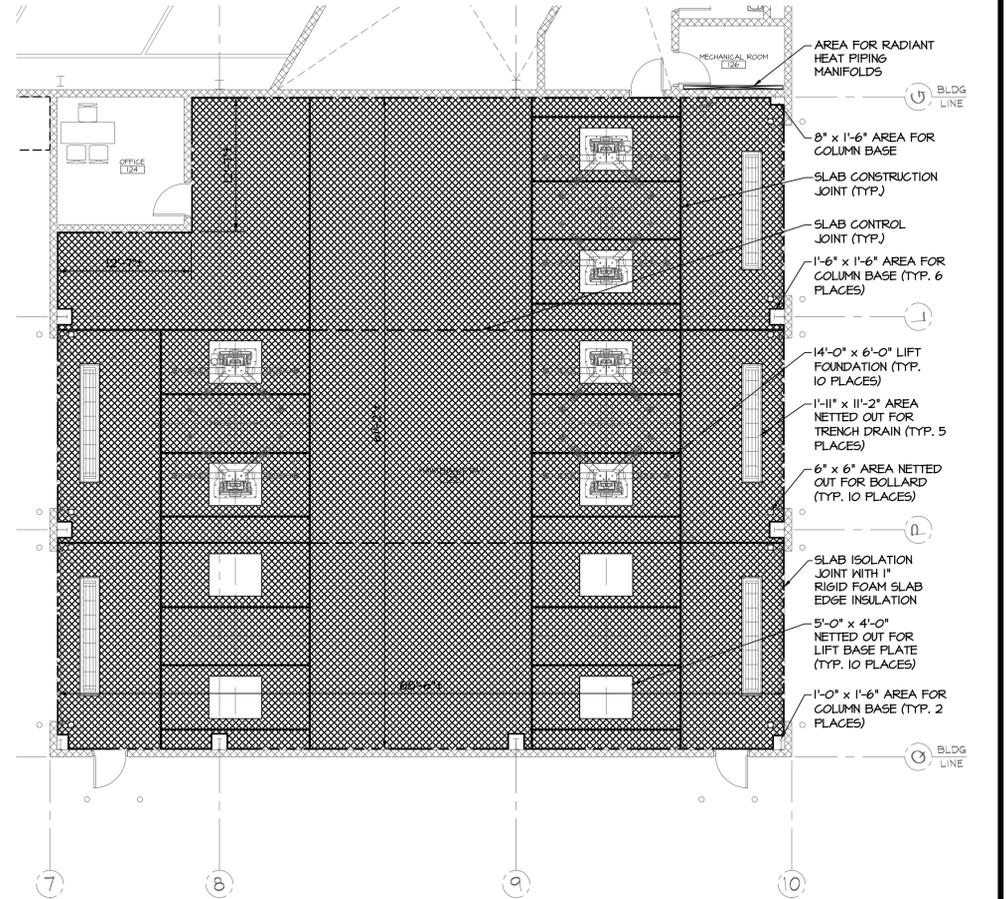 AREA FOR RADIANT
HEAT PIPING
MANIFOLDS
MECHANICAL ROOM
126
G
BLDG
LINE
8" x 1'-6" AREA FOR
COLUMN BASE
OFFICE
124
SLAB CONSTRUCTION
JOINT (TYP.)
SLAB CONTROL
JOINT (TYP.)
1'-6" x 1'-6" AREA FOR
COLUMN BASE (TYP. 6
PLACES)
14'-0" x 6'-0" LIFT
FOUNDATION (TYP.
10 PLACES)
1'-11" x 11'-2" AREA
NETTED OUT FOR
TRENCH DRAIN (TYP. 5
PLACES)
6" x 6" AREA NETTED
OUT FOR BOLLARD
(TYP. 10 PLACES)
P
SLAB ISOLATION
JOINT WITH 1"
RIGID FOAM SLAB
EDGE INSULATION
5'-0" x 4'-0"
NETTED OUT FOR
LIFT BASE PLATE
(TYP. 10 PLACES)
1'-0" x 1'-6" AREA FOR
COLUMN BASE (TYP. 2
PLACES)
Q
BLDG
LINE
7
8
9
10